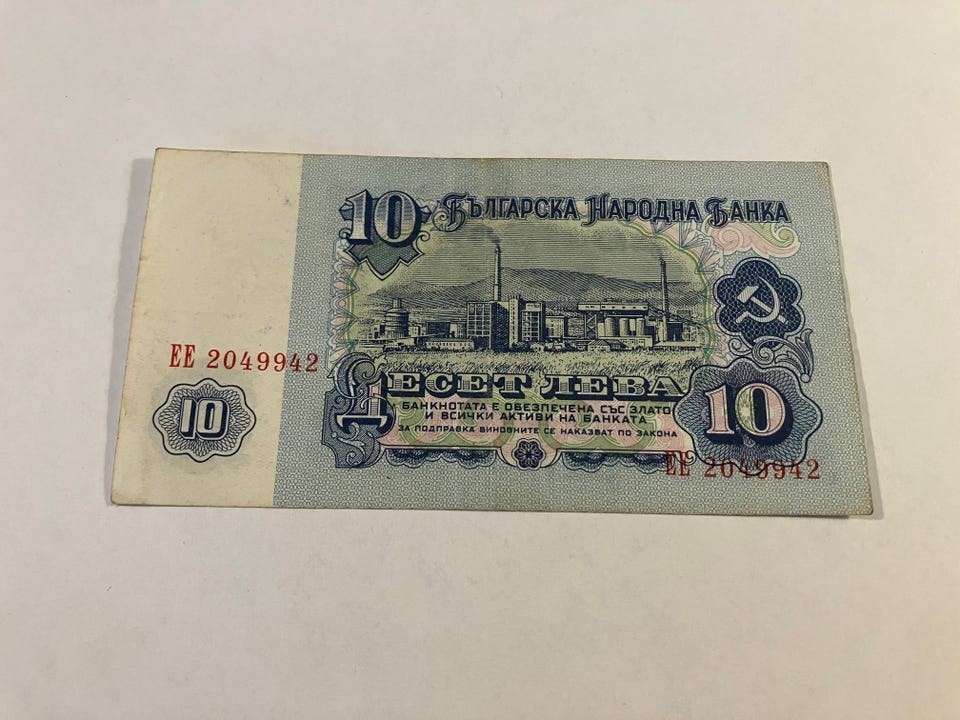 10 Българска Народна Банка
ЕЕ 2049942
10
ДЕСЕТ ЛЕВА
БАНКНОТАТА Е ОБЕЗПЕЧЕНА СЪС ЗЛАТО
И ВСИЧКИ АКТИВИ НА БАНКАТА
ЗА ПОДПРАВКА ВИНОВНИТЕ СЕ НАКАЗВАТ ПО ЗАКОНА
10
ЕЕ 2049942